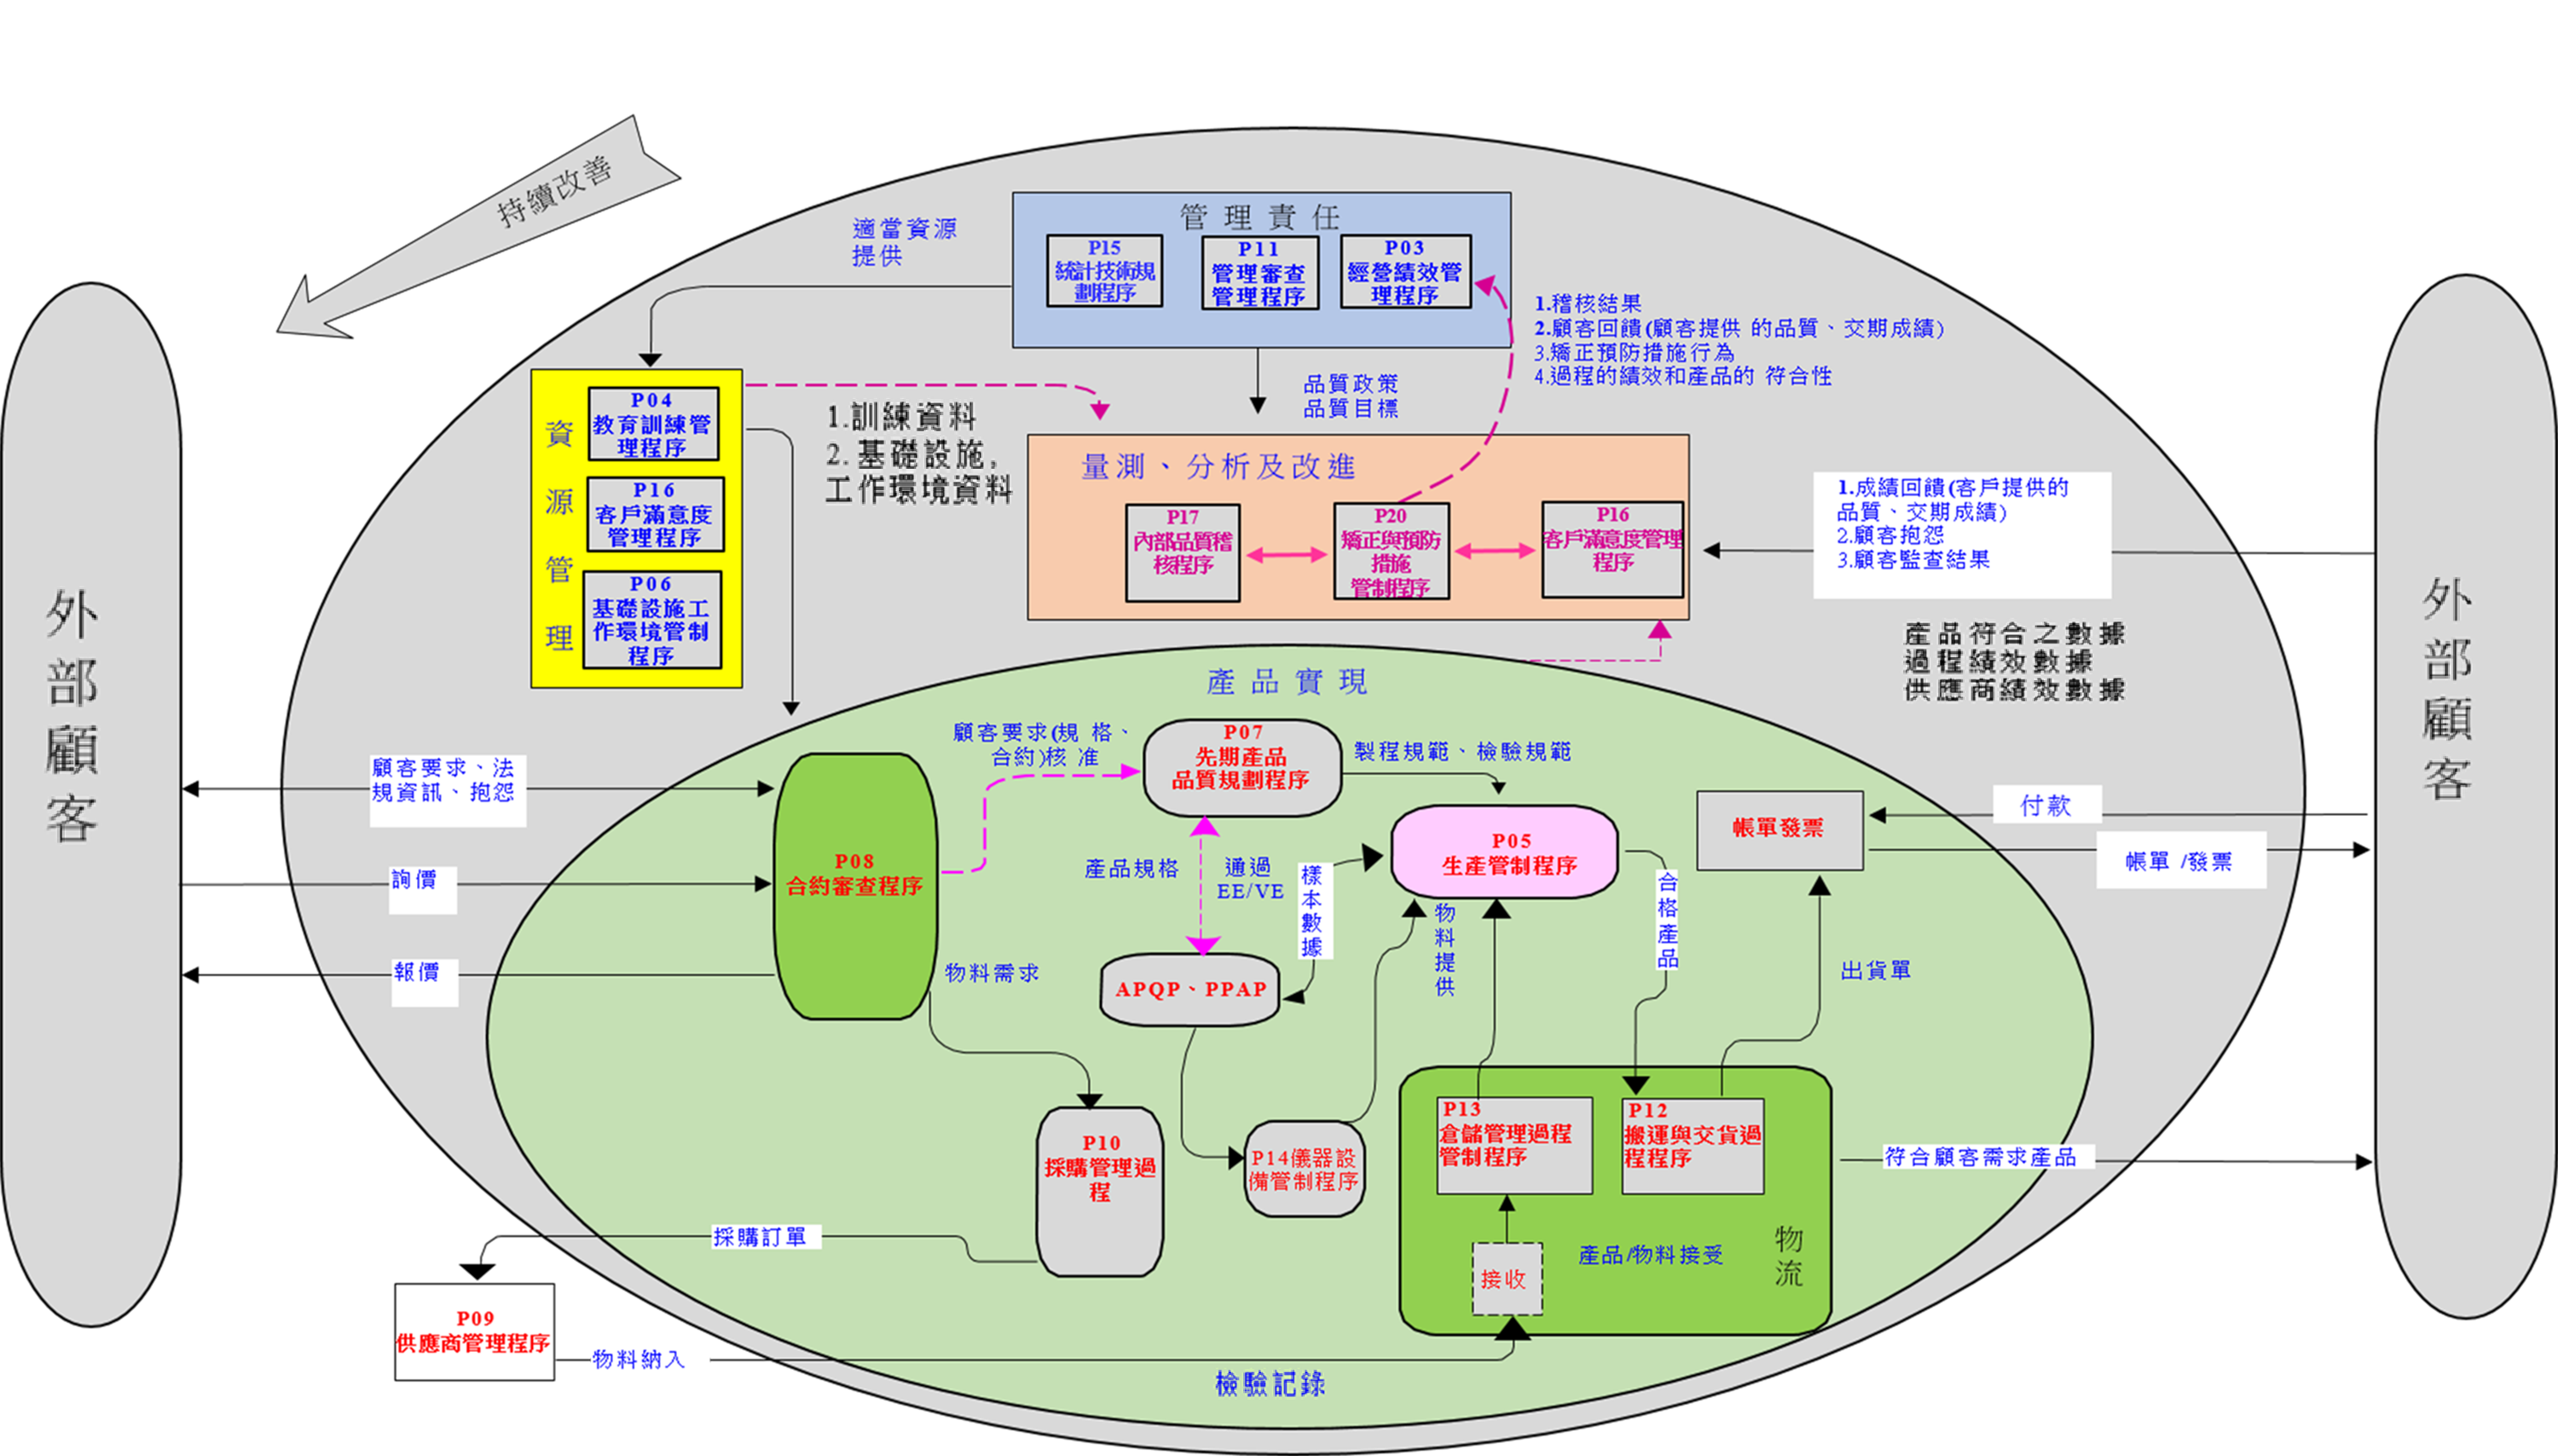 持續改善
外
部
顧
客
管理責任
P15
統計技術規
劃程序
P11
管理審查
管理程序
P03
經營績效管
理程序
適當資源
提供
1.稽核結果
2.顧客回饋(顧客提供 的品質、交期成績)
3.矯正預防措施行為
4.過程的績效和產品的 符合性
品質政策
品質目標
資
源
管
理
P04
教育訓練管
理程序
P16
客戶滿意度
管理程序
P06
基礎設施工
作環境管制
程序
1.訓練資料
2. 基礎設施,
工作環境資料
量測、分析及改進
P17
內部品質稽
核程序
P20
矯正與預防
措施
管制程序
P16
客戶滿意度管理
程序
1.成績回饋(客戶提供的
品質、交期成績)
2.顧客抱怨
3.顧客監查結果
產品符合之數據
過程績效數據
供應商績效數據
外
部
顧
客
產品實現
顧客要求、法
規資訊、抱怨
詢價
報價
P08
合約審查程序
顧客要求(規 格、
合約)核 准
P07
先期產品
品質規劃程序
製程規範、檢驗規範
P05
生產管制程序
帳單發票
付款
帳單 /發票
產品規格
通過
EE/VE
樣
本
數
據
物
料
提
供
合
格
產
品
出貨單
物料需求
APQP、PPAP
P10
採購管理過
程
P14儀器設
備管制程序
P13
倉儲管理過程
管制程序
P12
搬運與交貨過
程程序
符合顧客需求產品
接收
產品/物料接受
物
流
採購訂單
P09
供應商管理程序
物料納入
檢驗記錄